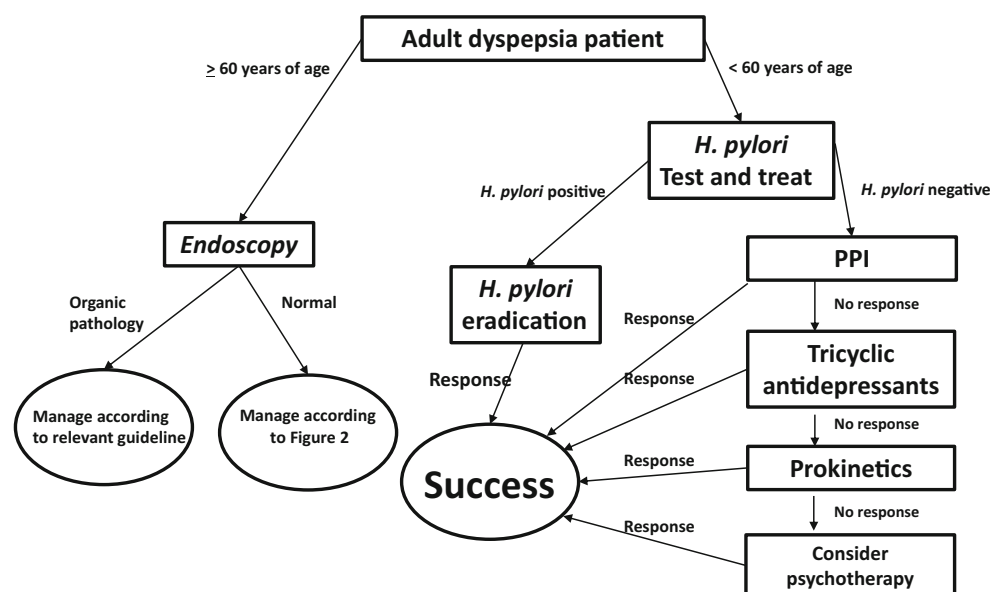 Adult dyspepsia patient
≥ 60 years of age
< 60 years of age
H. pylori
Test and treat
H. pylori positive
H. pylori negative
Endoscopy
PPI
H. pylori
eradication
Organic
pathology
Normal
Response
No response
Tricyclic
antidepressants
Response
Response
Manage according
to relevant guideline
Manage according
to Figure 2
No response
Success
Response
Prokinetics
No response
Response
Consider
psychotherapy